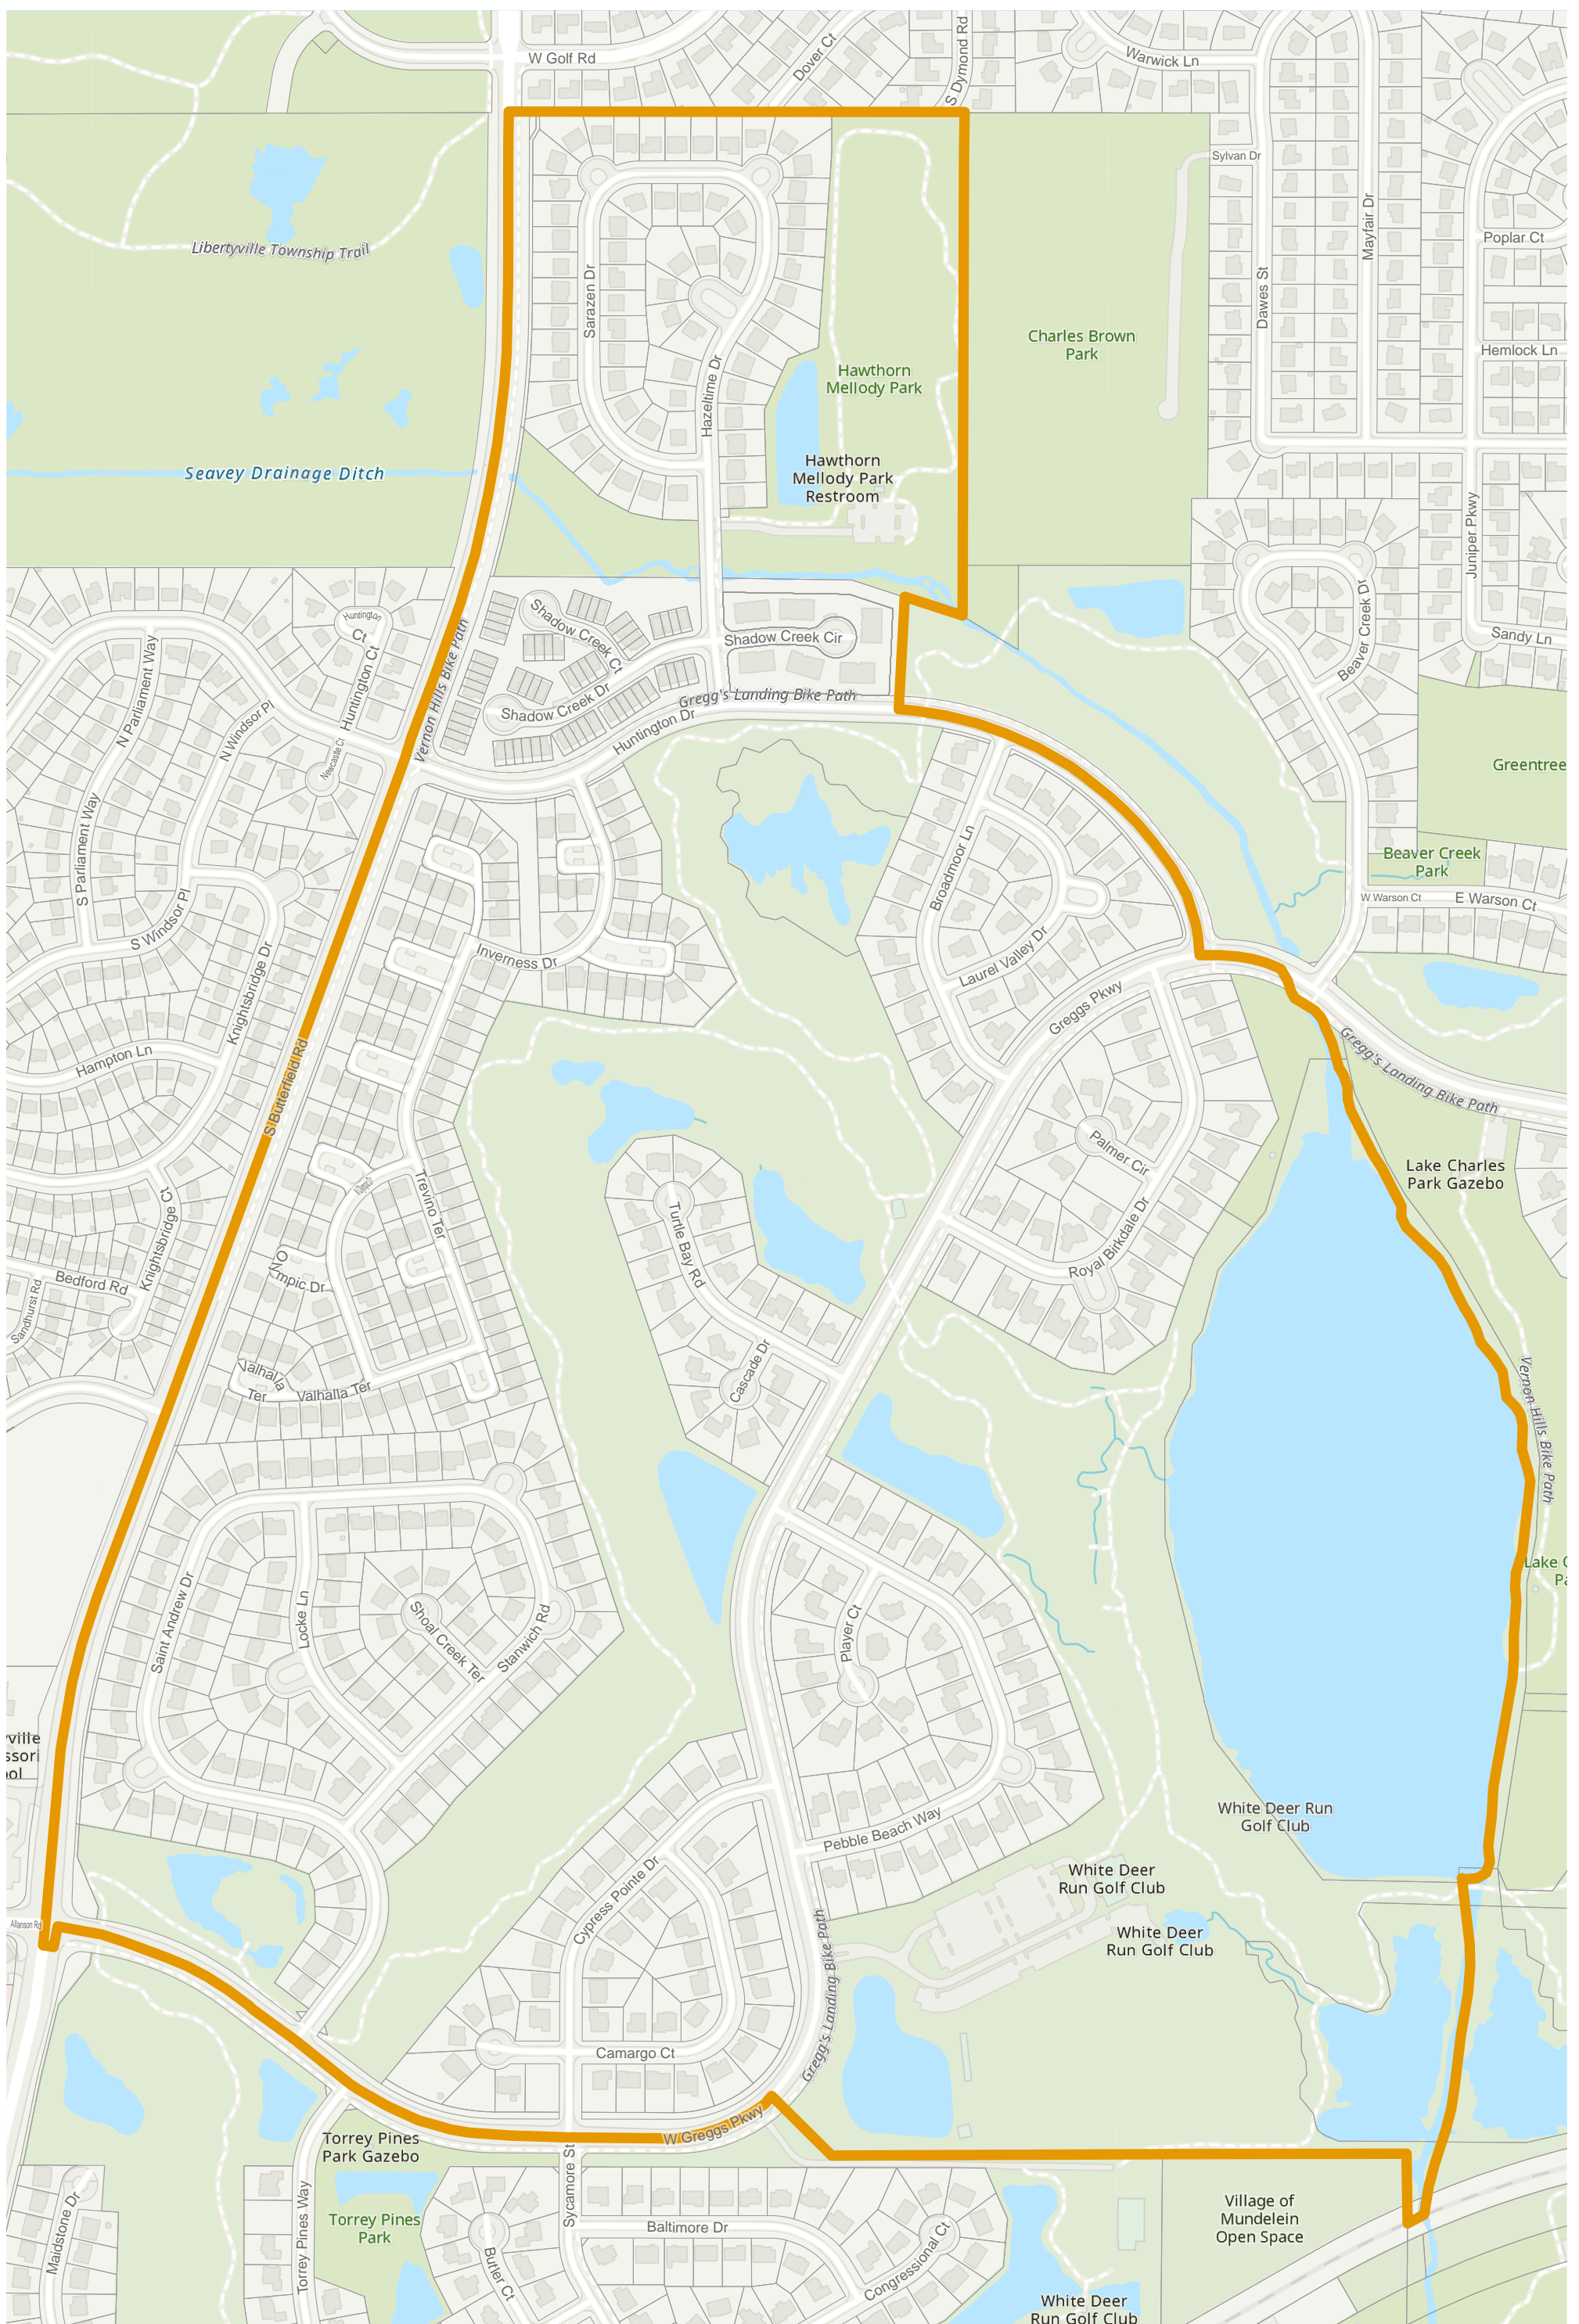 W Golf Rd
Dover Ct
S Dymond Rd
Warwick Ln
Sylvan Dr
Libertyville Township Trail
Mayfair Dr
Poplar Ct
Sarazen Dr
Dawes St
Charles Brown
Park
Hemlock Ln
Hawthorn
Mellody Park
Hazeltime Dr
Seavey Drainage Ditch
Hawthorn
Mellody Park
Restroom
Juniper Pkwy
Huntington
Ct
Shadow Creek Ct
Shadow Creek Cir
Beaver Creek Dr
Sandy Ln
N Parliament Way
Huntington Ct
Vernon Hills Bike Path
Shadow Creek Dr
Gregg's Landing Bike Path
Huntington Dr
N Windsor Pl
Newcastle Ct
Greentree
S Parliament Way
Broadmoor Ln
Beaver Creek
Park
W Warson Ct
E Warson Ct
S Windsor Pl
Inverness Dr
Laurel Valley Dr
Knightsbridge Dr
Greggs Pkwy
Hampton Ln
S Butterfield Rd
Gregg's Landing Bike Path
Palmer Cir
Lake Charles
Park Gazebo
Trevino Ter
Turtle Bay Rd
Royal Birkdale Dr
Knightsbridge Ct
Bedford Rd
Sandhurst Rd
Ol
mpic Dr
Cascade Dr
Valhalla
Ter
Valhalla Ter
Vernon Hills Bike Path
Saint Andrew Dr
Locke Ln
Shoal Creek Ter
Stanwich Rd
Player Ct
Lake C
Pa
ville
ssori
ool
White Deer Run
Golf Club
Pebble Beach Way
White Deer
Run Golf Club
Cypress Pointe Dr
Allanson Rd
Gregg's Landing Bike Path
White Deer
Run Golf Club
Camargo Ct
W Greggs Pkwy
Torrey Pines
Park Gazebo
Sycamore St
Maidstone Dr
Torrey Pines Way
Torrey Pines
Park
Baltimore Dr
Butler Ct
Congressional Ct
Village of
Mundelein
Open Space
White Deer
Run Golf Club